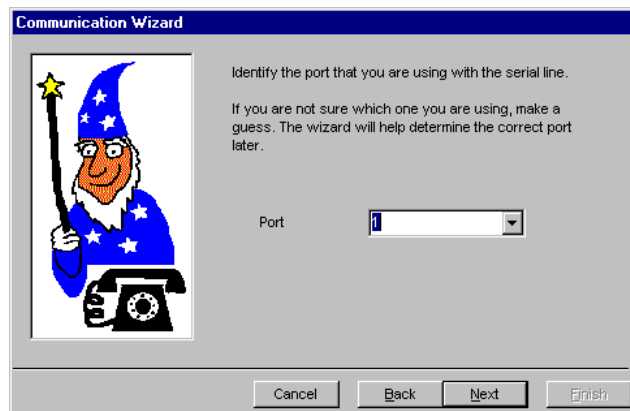 Communication Wizard
Identify the port that you are using with the serial line.
If you are not sure which one you are using, make a
guess. The wizard will help determine the correct port
later.
Port 1
Cancel Back Next Finish